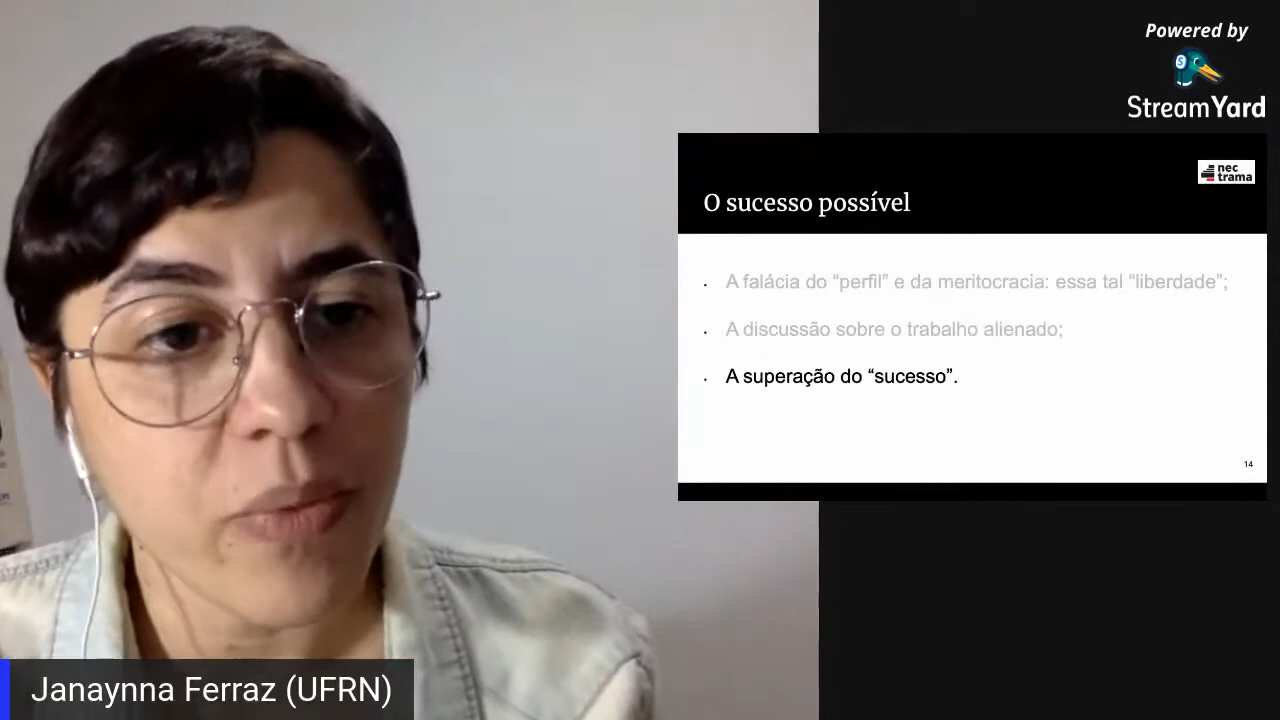 Powered by
StreamYard
nec
trama
O sucesso possível
A falácia do “perfil” e da meritocracia: essa tal “liberdade”;
A discussão sobre o trabalho alienado;
A superação do “sucesso”.
14
Janaynna Ferraz (UFRN)